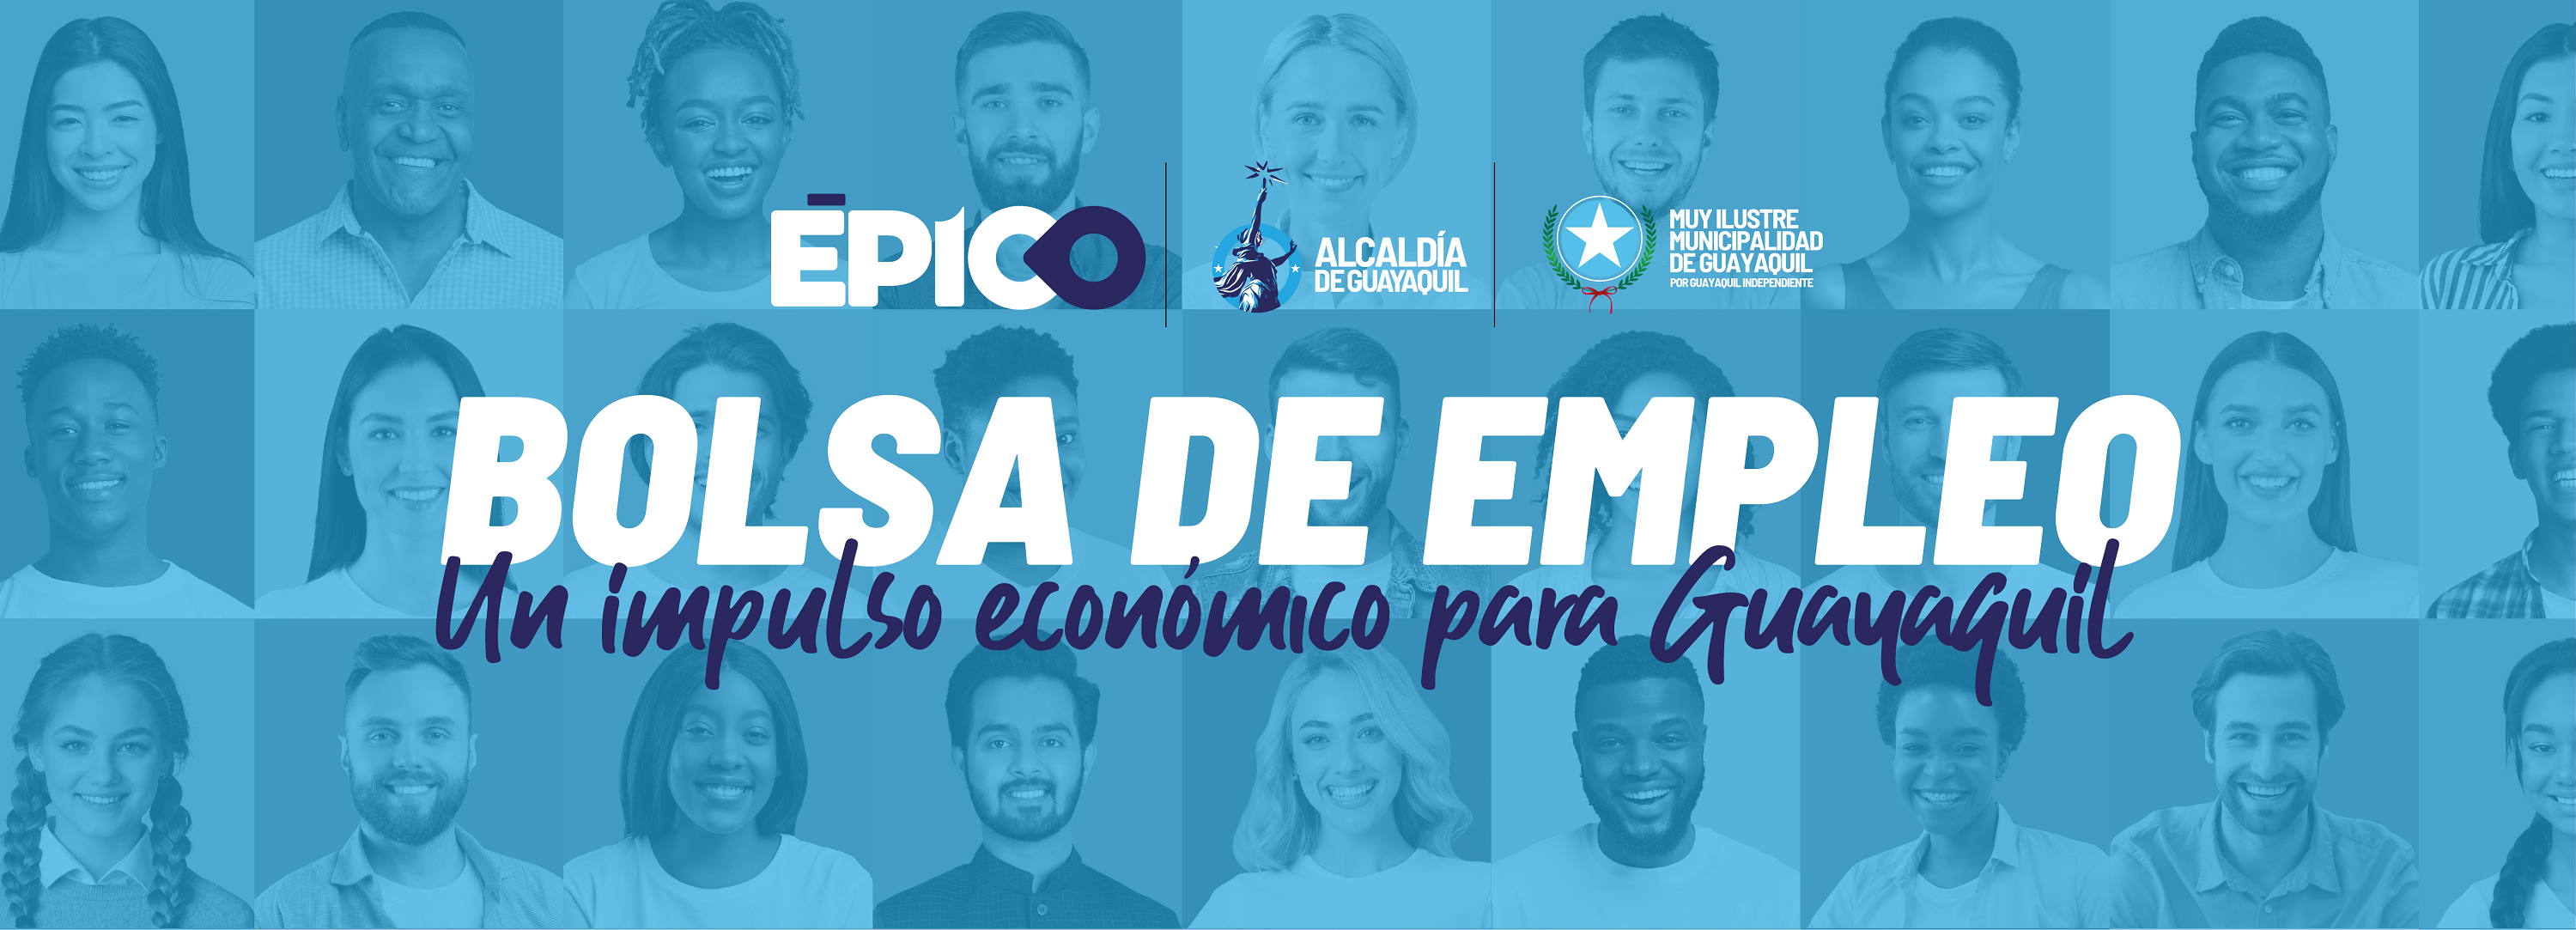 ÉPICO
ALCALDÍA
DE GUAYAQUIL
MUY ILUSTRE
MUNICIPALIDAD
DE GUAYAQUIL
POR GUAYAQUIL INDEPENDIENTE
BOLSA DE EMPLEO
Un impulso económico para Guayaquil